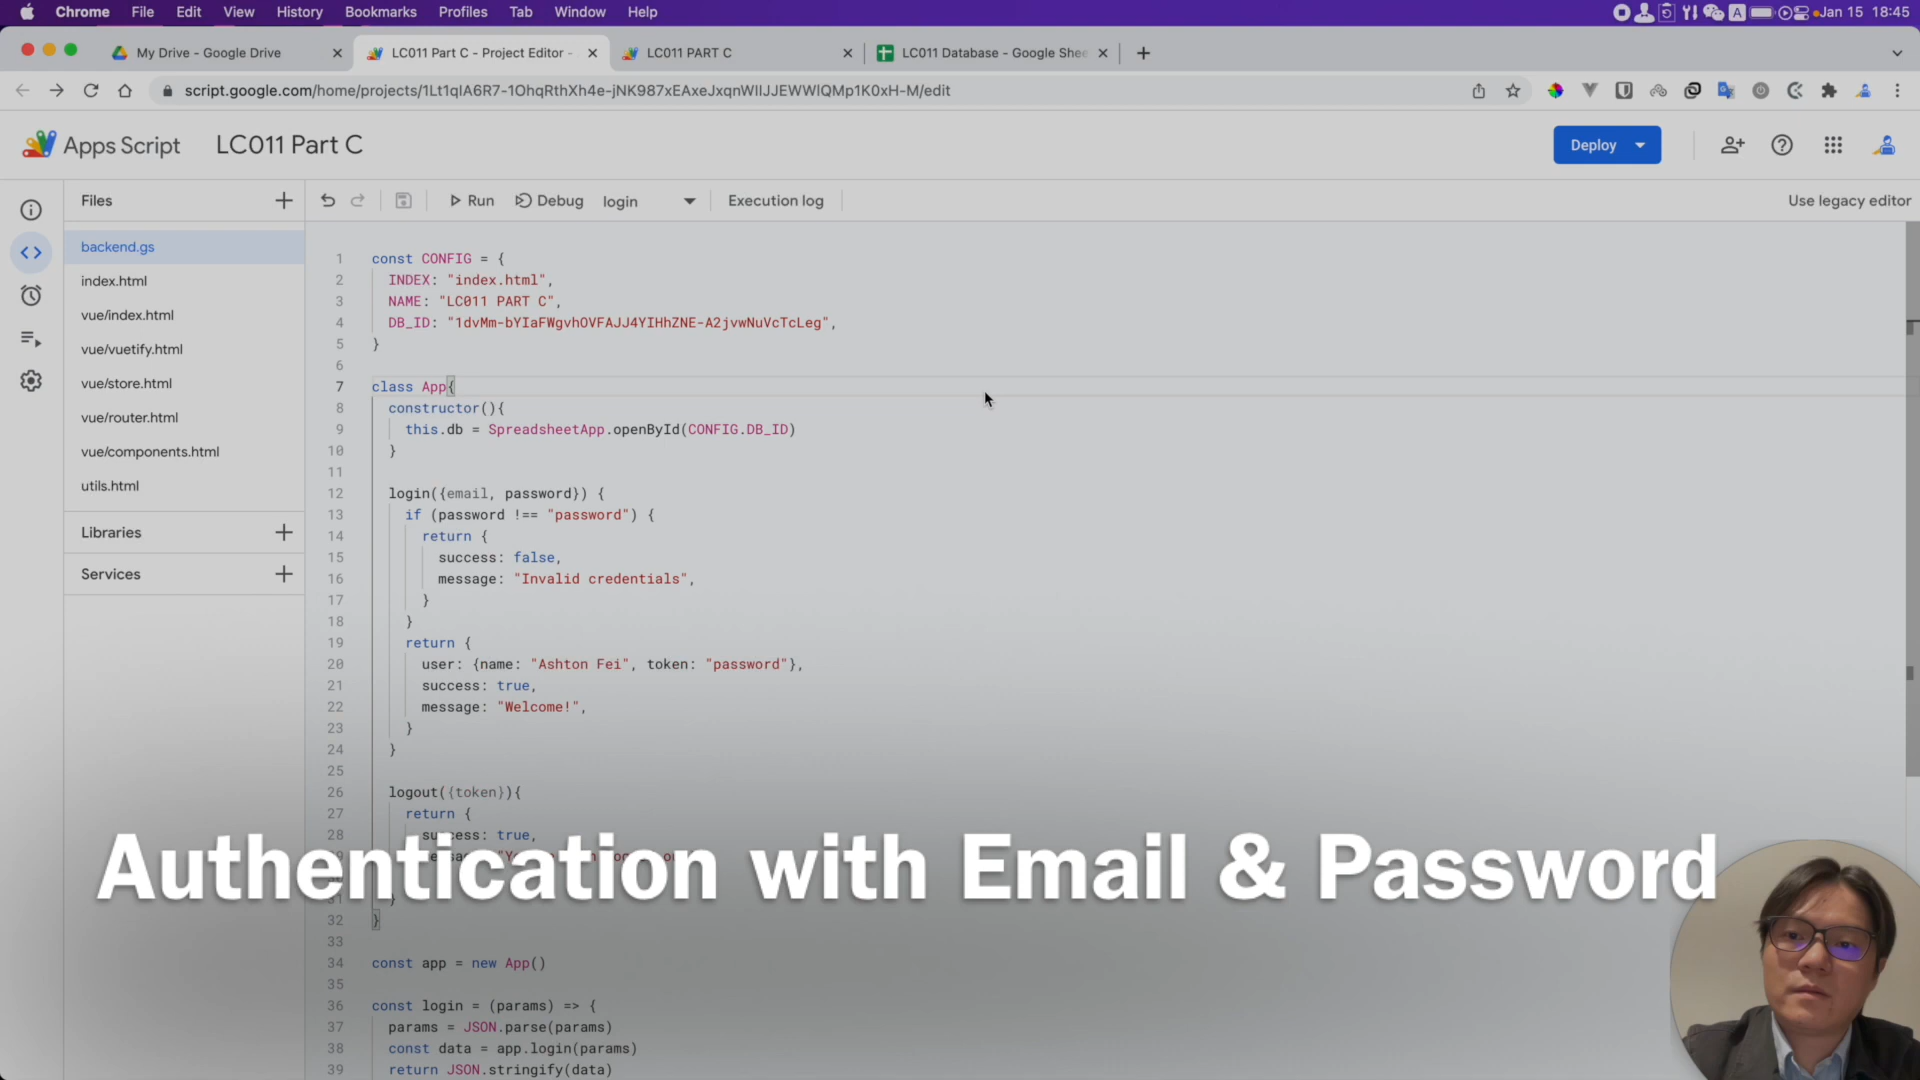 Chrome File Edit View History Bookmarks Profiles Tab Window Help
A Jan 15 18:45
My Drive - Google Drive
LC011 Part C - Project Editor -
LC011 PART C
LC011 Database - Google Shee
script.google.com/home/projects/1Lt1qIA6R7-1OhqRthXh4e-jNK987xEAxeJxqnWIlJJEWWlQMp1K0xH-M/edit
Apps Script LC011 Part C Deploy
Files
Run Debug login Execution log Use legacy editor
backend.gs
index.html
vue/index.html
vue/vuetify.html
vue/store.html
vue/router.html
vue/components.html
utils.html
Libraries
Services
1 const CONFIG = {
2 INDEX: "index.html",
3 NAME: "LC011 PART C",
4 DB_ID: "1dvMm-bYIaFWgvhOVFAJJ4YIHhZNE-A2jvwNuVcTcLeg",
5 }
6
7 class App{
8 constructor(){
9 this.db = SpreadsheetApp.openById(CONFIG.DB_ID)
10 }
11
12 login({email, password}) {
13 if (password !== "password") {
14 return {
15 success: false,
16 message: "Invalid credentials",
17 }
18 }
19 return {
20 user: {name: "Ashton Fei", token: "password"},
21 success: true,
22 message: "Welcome!",
23 }
24 }
25
26 logout({token}){
27 return {
28 success: true,
Authentication with Email & Password
31 }
32 }
33
34 const app = new App()
35
36 const login = (params) => {
37 params = JSON.parse(params)
38 const data = app.login(params)
39 return JSON.stringify(data)